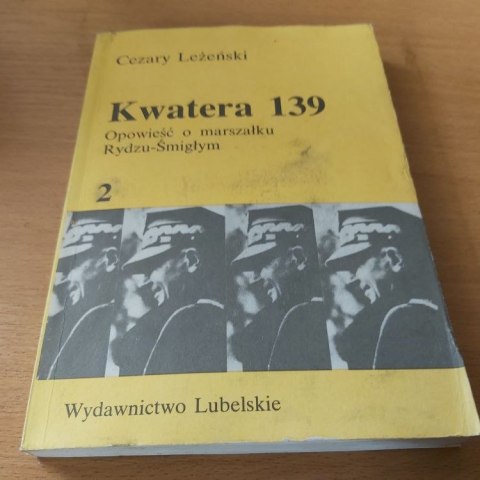 Cezary Leżeński
Kwatera 139
Opowieść o marszałku
Rydzu-Śmigłym
2
Wydawnictwo Lubelskie